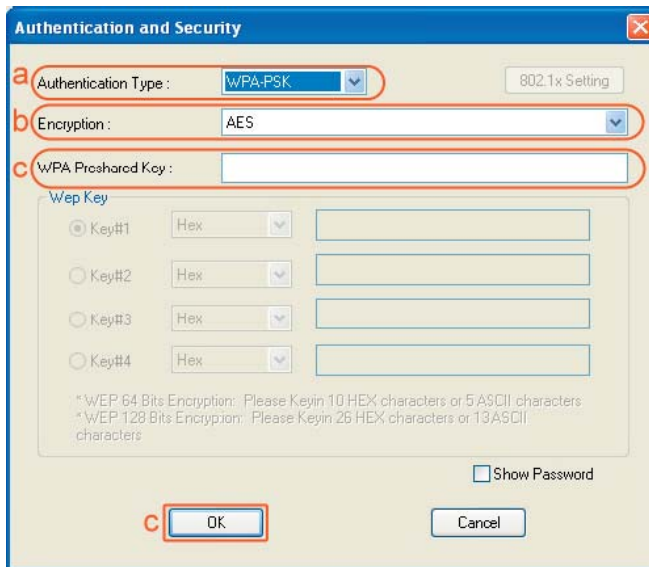 Authentication and Security
a Authentication Type : WPA-PSK 802.1x Setting
b Encryption : AES
c WPA Preshared Key :
Wep Key
Key#1 Hex
Key#2 Hex
Key#3 Hex
Key#4 Hex
* WEP 64 Bits Encryption: Please Keyin 10 HEX characters or 5 ASCII characters
* WEP 128 Bits Encryption: Please Keyin 26 HEX characters or 13 ASCII
characters
Show Password
c OK Cancel